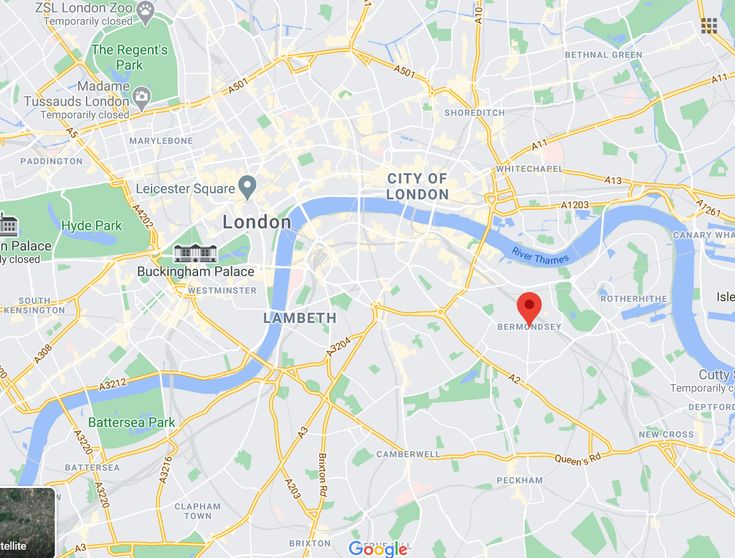 ZSL London Zoo
Temporarily closed
The Regent's
Park
Madame
Tussauds London
Temporarily closed
A501
A501
BETHNAL GREEN
A11
SHOREDITCH
A5
MARYLEBONE
PADDINGTON
A11
WHITECHAPEL
A13
CITY OF
LONDON
Leicester Square
A4202
A1203
A1261
Hyde Park
London
CANARY WHA
n Palace
ly closed
River Thames
Buckingham Palace
WESTMINSTER
SOUTH
KENSINGTON
ROTHERHITHE
Isle
LAMBETH
BERMONDSEY
A308
A3204
A3212
A2
Cutty S
Temporarily c
DEPTFORD
Battersea Park
A3220
A3
NEW CROSS
CAMBERWELL
Queen's Rd
BATTERSEA
A3216
Brixton Rd
PECKHAM
A3220
A203
CLAPHAM
TOWN
tellite
BRIXTON
Google